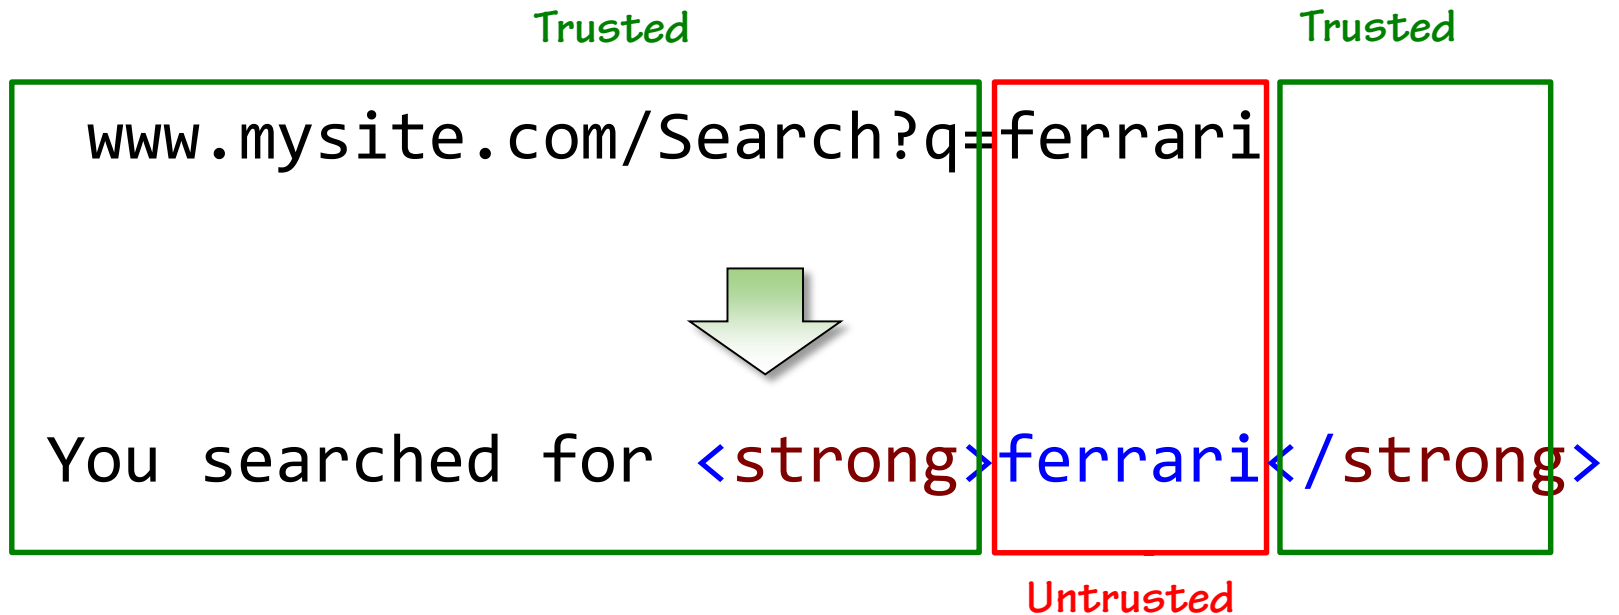 Trusted Trusted
www.mysite.com/Search?q=ferrari
You searched for <strong>ferrari</strong>
Untrusted